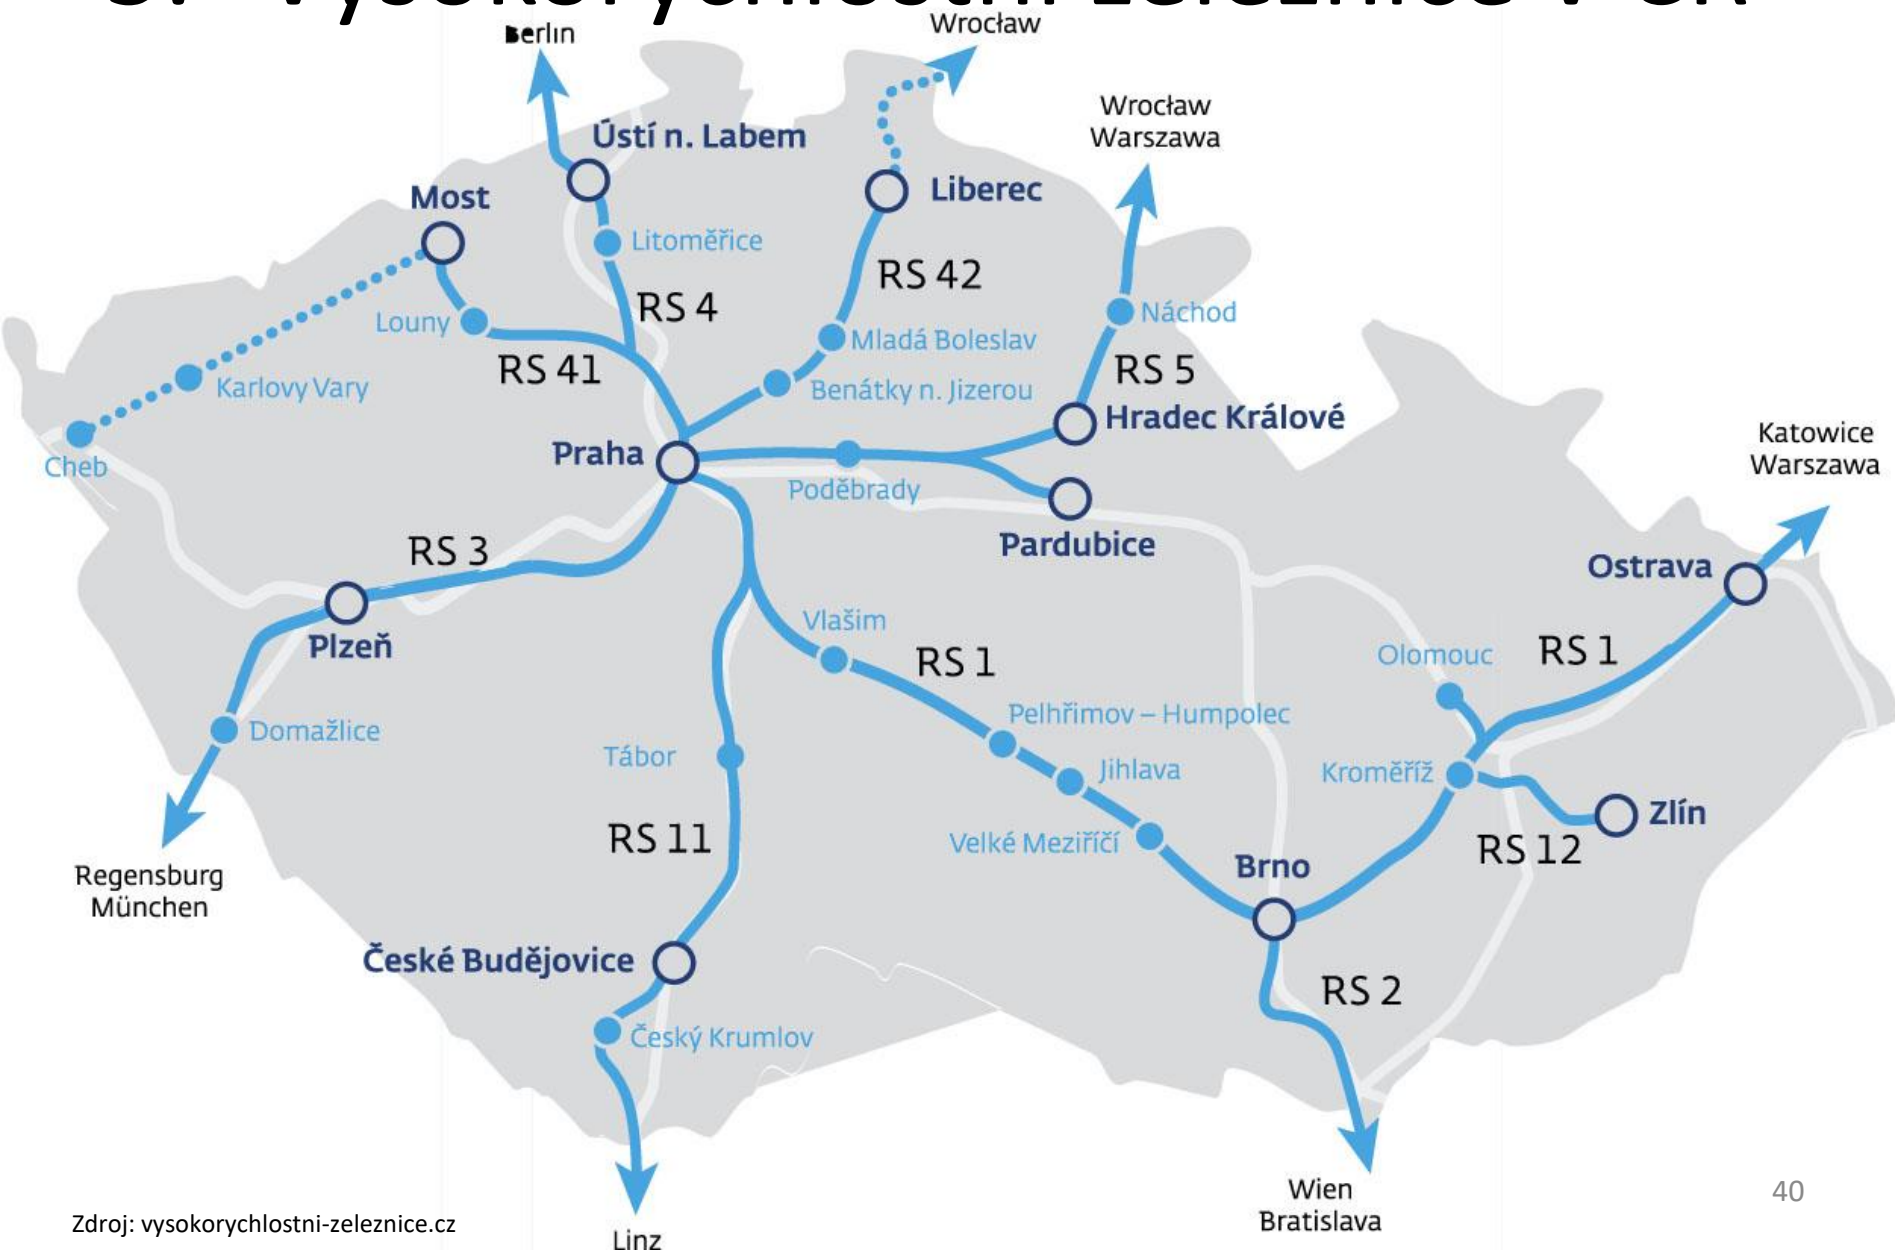 Vysokorychlostní železnice v ČR
Berlin
Wrocław
Wrocław
Warszawa
Ústí n. Labem
Most
Liberec
Litoměřice
RS 42
RS 4
Náchod
Louny
Mladá Boleslav
RS 41
RS 5
Karlovy Vary
Benátky n. Jizerou
Hradec Králové
Katowice
Warszawa
Praha
Cheb
Poděbrady
Pardubice
RS 3
Ostrava
Vlašim
Plzeň
RS 1
RS 1
Olomouc
Pelhřimov – Humpolec
Domažlice
Tábor
Jihlava
Kroměříž
Zlín
RS 11
Velké Meziříčí
RS 12
Brno
Regensburg
München
České Budějovice
RS 2
Český Krumlov
Wien
Bratislava
40
Zdroj: vysokorychlostni-zeleznice.cz
Linz